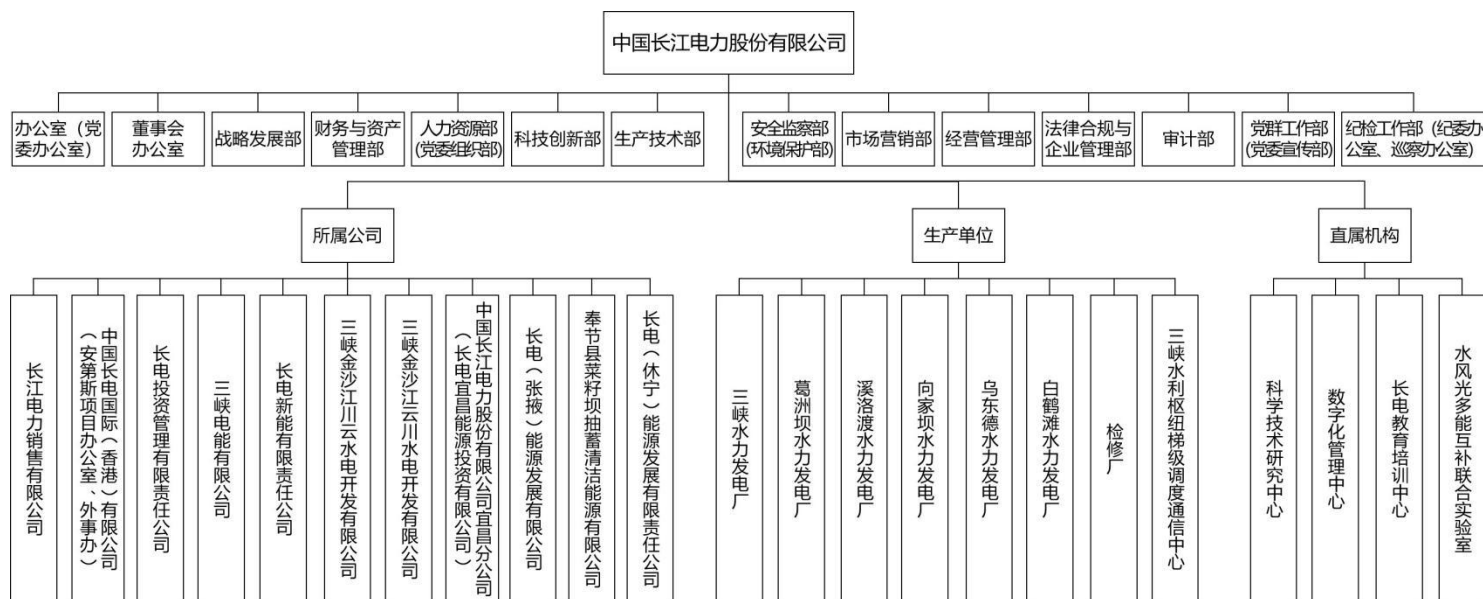 中国长江电力股份有限公司
办公室（党
委办公室）
董事会
办公室
战略发展部
财务与资产
管理部
人力资源部
(党委组织部)
科技创新部
生产技术部
安全监察部
(环境保护部)
市场营销部
经营管理部
法律合规与
企业管理部
审计部
党群工作部
(党委宣传部)
纪检工作部（纪委办
公室、巡察办公室）
所属公司
生产单位
直属机构
长江电力销售有限公司
中国长电国际（香港）有限公司
（安第斯项目办公室、外事办）
长电投资管理有限责任公司
三峡电能有限公司
长电新能有限责任公司
三峡金沙江川云水电开发有限公司
三峡金沙江云川水电开发有限公司
中国长江电力股份有限公司宜昌分公司
（长电宜昌能源投资有限公司）
长电（张掖）能源发展有限公司
奉节县菜籽坝抽蓄清洁能源有限公司
长电（休宁）能源发展有限责任公司
三峡水力发电厂
葛洲坝水力发电厂
溪洛渡水力发电厂
向家坝水力发电厂
乌东德水力发电厂
白鹤滩水力发电厂
检修厂
三峡水利枢纽梯级调度通信中心
科学技术研究中心
数字化管理中心
长电教育培训中心
水风光多能互补联合实验室